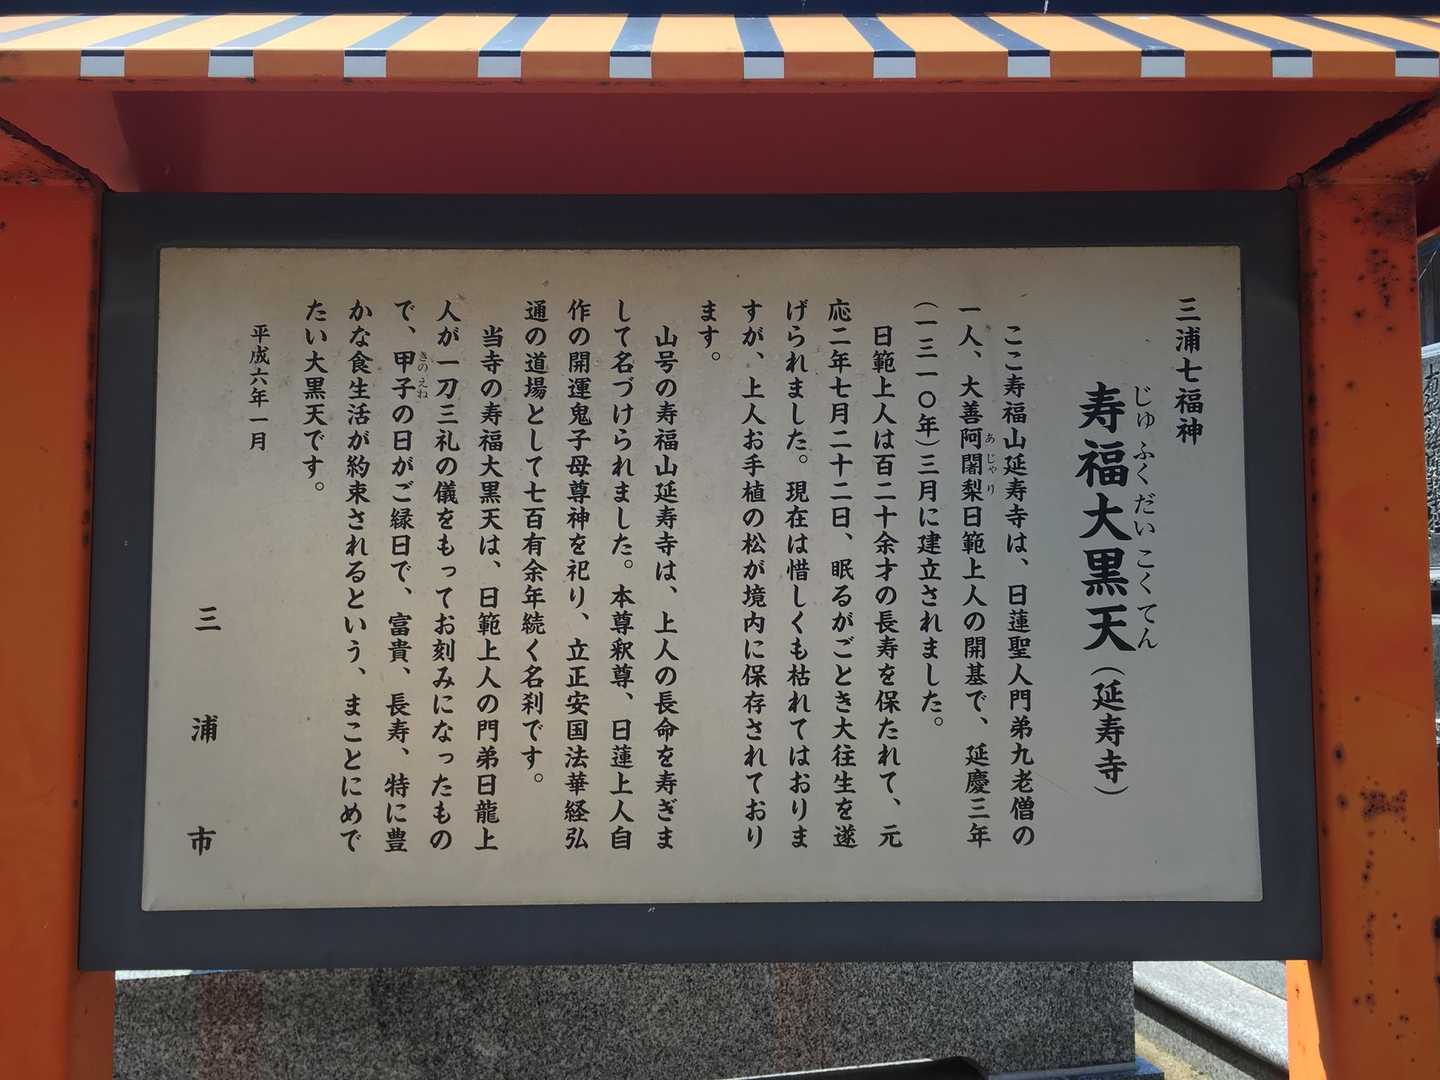 三浦七福神
じゅふくだいこくてん
寿福大黒天（延寿寺）
ここ寿福山延寿寺は、日蓮聖人門弟九老僧の
一人、大善阿闍梨日範上人の開基で、延慶三年
あじゃり
（一三一〇年）三月に建立されました。
日範上人は百二十余才の長寿を保たれて、元
応二年七月二十二日、眠るがごとき大往生を遂
げられました。現在は惜しくも枯れてはおりま
すが、上人お手植の松が境内に保存されており
ます。
山号の寿福山延寿寺は、上人の長命を寿ぎま
して名づけられました。本尊釈尊、日蓮上人自
作の開運鬼子母尊神を祀り、立正安国法華経弘
通の道場として七百有余年続く名刹です。
当寺の寿福大黒天は、日範上人の門弟日龍上
人が一刀三礼の儀をもってお刻みになったもの
で、甲子の日がご縁日で、富貴、長寿、特に豊
きのえね
かな食生活が約束されるという、まことにめで
たい大黒天です。
平成六年一月
三浦市